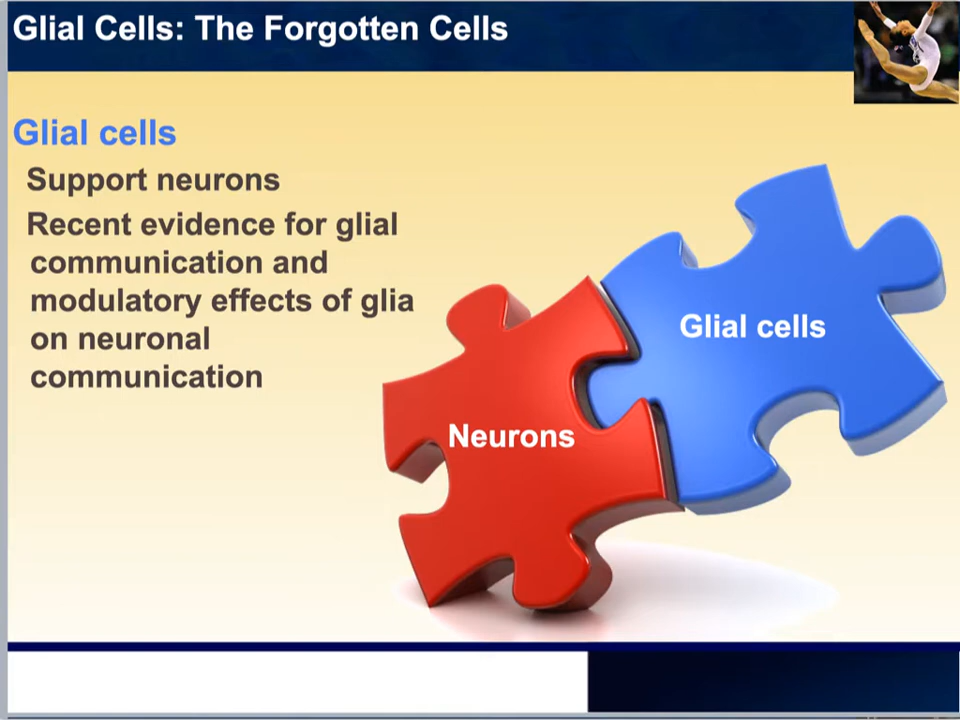 Glial Cells: The Forgotten Cells
Glial cells
Support neurons
Recent evidence for glial
communication and
modulatory effects of glia
on neuronal
communication
Glial cells
Neurons